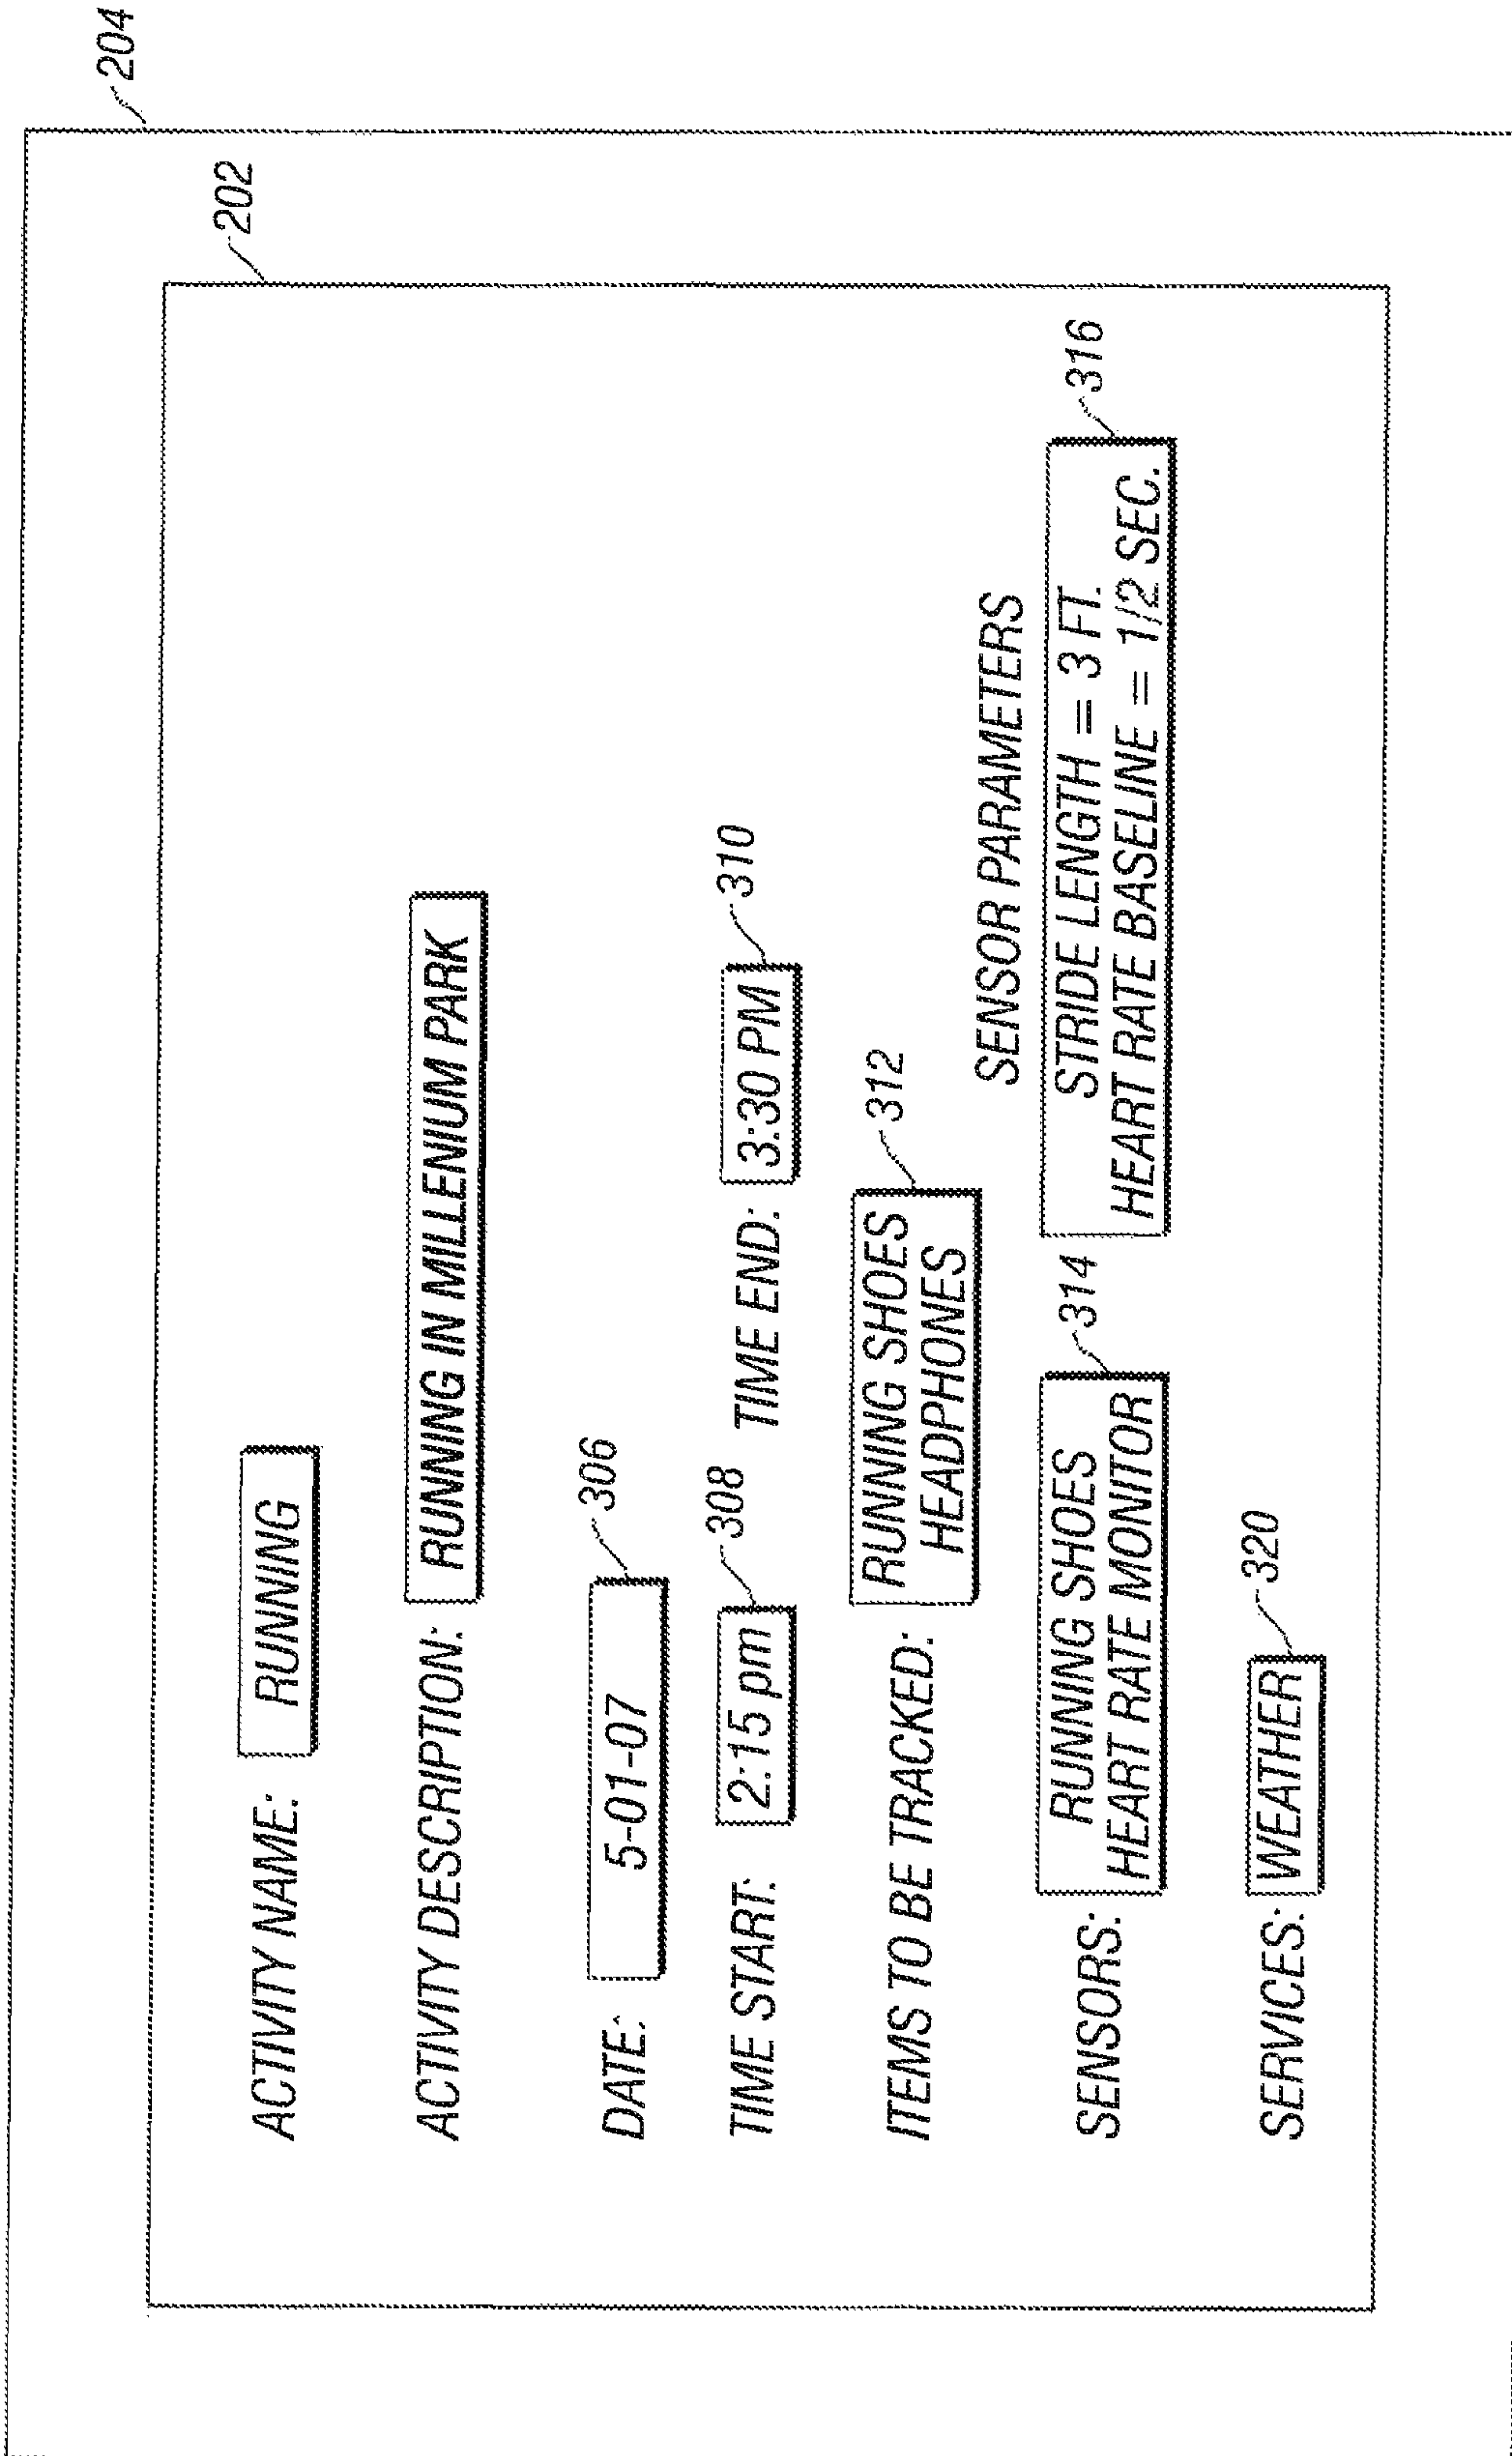 204
202
ACTIVITY NAME: RUNNING
ACTIVITY DESCRIPTION: RUNNING IN MILLENIUM PARK
306
DATE: 5-01-07
308
310
TIME START: 2:15 pm TIME END: 3:30 PM
312
ITEMS TO BE TRACKED: RUNNING SHOES
HEADPHONES
SENSOR PARAMETERS
314
316
SENSORS: RUNNING SHOES
HEART RATE MONITOR
STRIDE LENGTH = 3 FT.
HEART RATE BASELINE = 1/2 SEC.
320
SERVICES: WEATHER